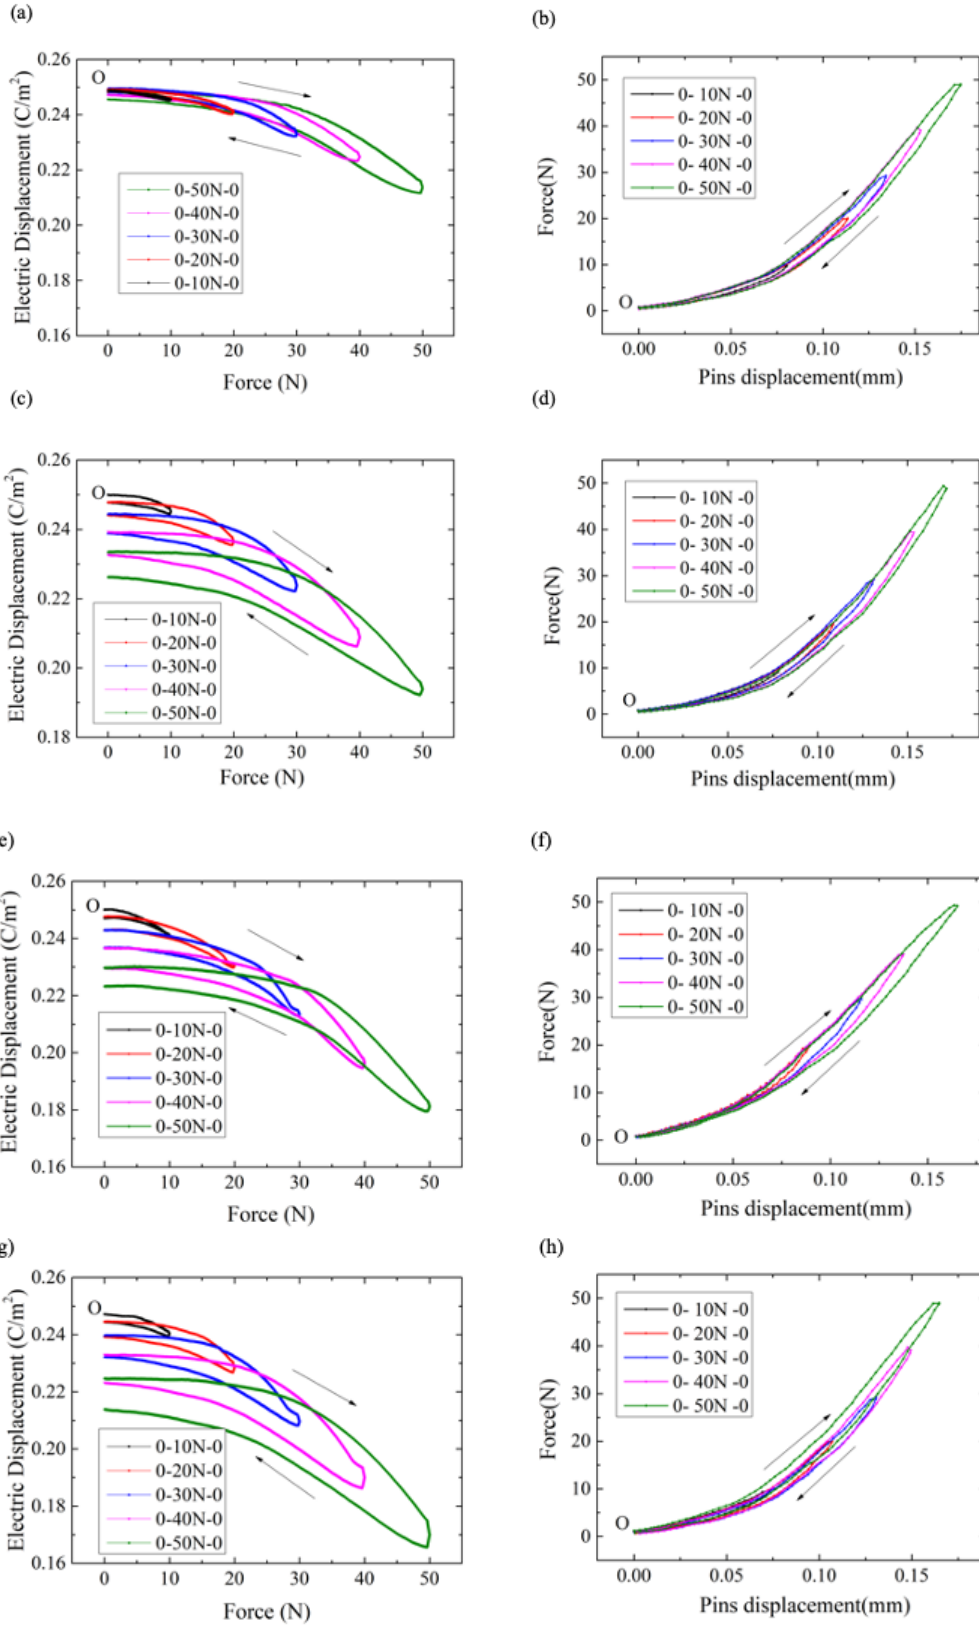 (a)
0.26
0.24
0.22
0.20
0.18
0.16
Electric Displacement (C/m²)
O
0-50N-0
0-40N-0
0-30N-0
0-20N-0
0-10N-0
0 10 20 30 40 50
Force (N)
(b)
50
40
30
20
10
0
Force(N)
0- 10N -0
0- 20N -0
0- 30N -0
0- 40N -0
0- 50N -0
O
0.00 0.05 0.10 0.15
Pins displacement(mm)
(c)
0.26
0.24
0.22
0.20
0.18
Electric Displacement (C/m²)
O
0-10N-0
0-20N-0
0-30N-0
0-40N-0
0-50N-0
0 10 20 30 40 50
Force (N)
(d)
50
40
30
20
10
0
Force(N)
0- 10N -0
0- 20N -0
0- 30N -0
0- 40N -0
0- 50N -0
O
0.00 0.05 0.10 0.15
Pins displacement(mm)
e)
0.26
0.24
0.22
0.20
0.18
0.16
Electric Displacement (C/m²)
O
0-10N-0
0-20N-0
0-30N-0
0-40N-0
0-50N-0
0 10 20 30 40 50
Force (N)
(f)
50
40
30
20
10
0
Force(N)
0- 10N -0
0- 20N -0
0- 30N -0
0- 40N -0
0- 50N -0
O
0.00 0.05 0.10 0.15
Pins displacement(mm)
g)
0.26
0.24
0.22
0.20
0.18
0.16
Electric Displacement (C/m²)
O
0-10N-0
0-20N-0
0-30N-0
0-40N-0
0-50N-0
0 10 20 30 40 50
Force (N)
(h)
50
40
30
20
10
0
Force(N)
0- 10N -0
0- 20N -0
0- 30N -0
0- 40N -0
0- 50N -0
O
0.00 0.05 0.10 0.15
Pins displacement(mm)